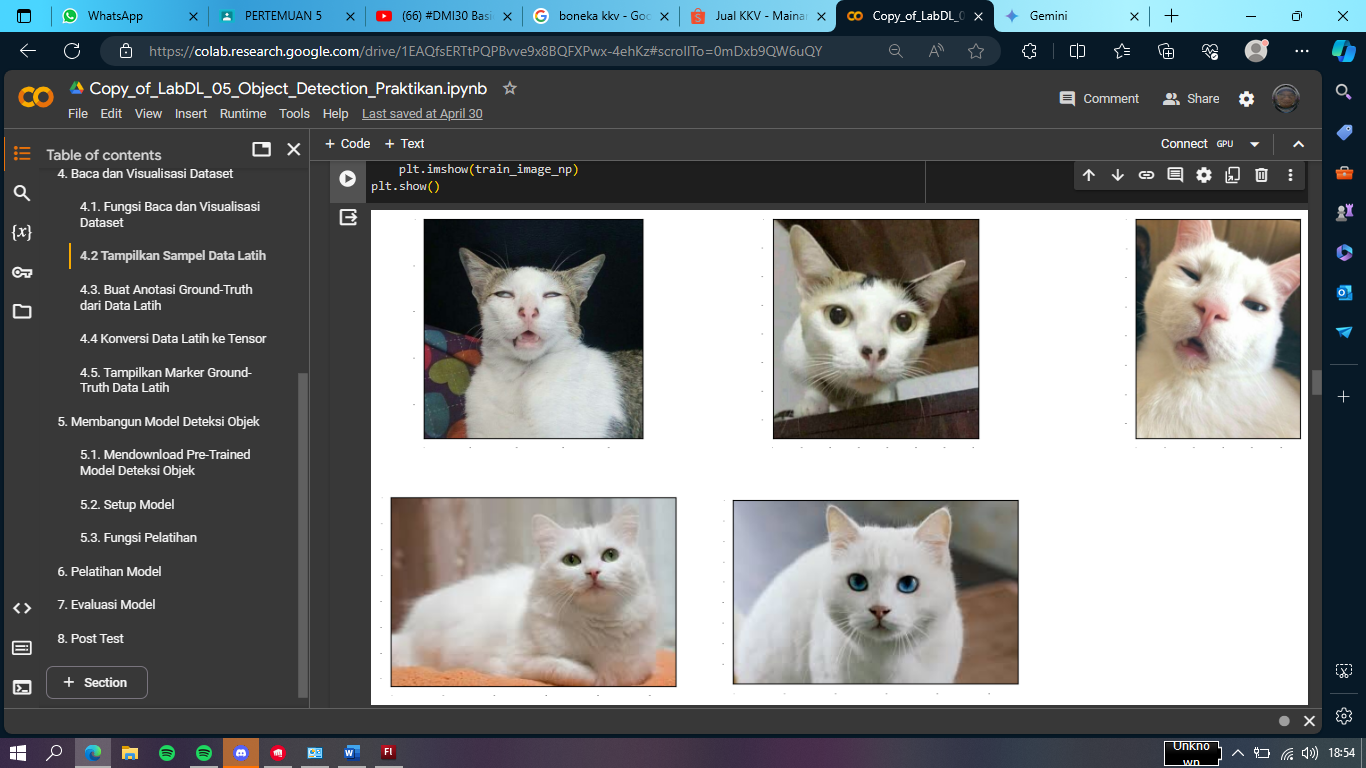 WhatsApp
PERTEMUAN 5
(66) #DMI30 Basi
boneka kkv - Goo
Jual KKV - Mainan
Copy_of_LabDL_0
Gemini
https://colab.research.google.com/drive/1EAQfsERTtPQPBvve9x8BQFXPwx-4ehKz#scrollTo=0mDxb9QW6uQY
Copy_of_LabDL_05_Object_Detection_Praktikan.ipynb
File Edit View Insert Runtime Tools Help Last saved at April 30
Comment
Share
Table of contents
+ Code + Text
Connect GPU
4. Baca dan Visualisasi Dataset
4.1. Fungsi Baca dan Visualisasi
Dataset
4.2 Tampilkan Sampel Data Latih
4.3. Buat Anotasi Ground-Truth
dari Data Latih
4.4 Konversi Data Latih ke Tensor
4.5. Tampilkan Marker Ground-
Truth Data Latih
5. Membangun Model Deteksi Objek
5.1. Mendownload Pre-Trained
Model Deteksi Objek
5.2. Setup Model
5.3. Fungsi Pelatihan
6. Pelatihan Model
7. Evaluasi Model
8. Post Test
+ Section
plt.imshow(train_image_np)
plt.show()
Unkno
wn
18:54